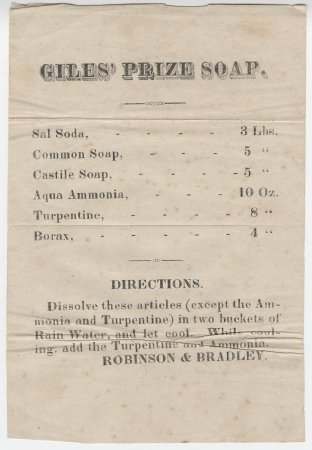 GILES' PRIZE SOAP.
Sal Soda, - - - - 3 Lbs.
Common Soap, - - - 5 "
Castile Soap, - - - -5 "
Aqua Ammonia, - - - 10 Oz.
Turpentine, - - - - 8 "
Borax, - - - - - 4 "
DIRECTIONS.
Dissolve these articles (except the Am-
monia and Turpentine) in two buckets of
Rain Water, and let cool. While cool-
ing, add the Turpentine and Ammonia.
ROBINSON & BRADLEY.